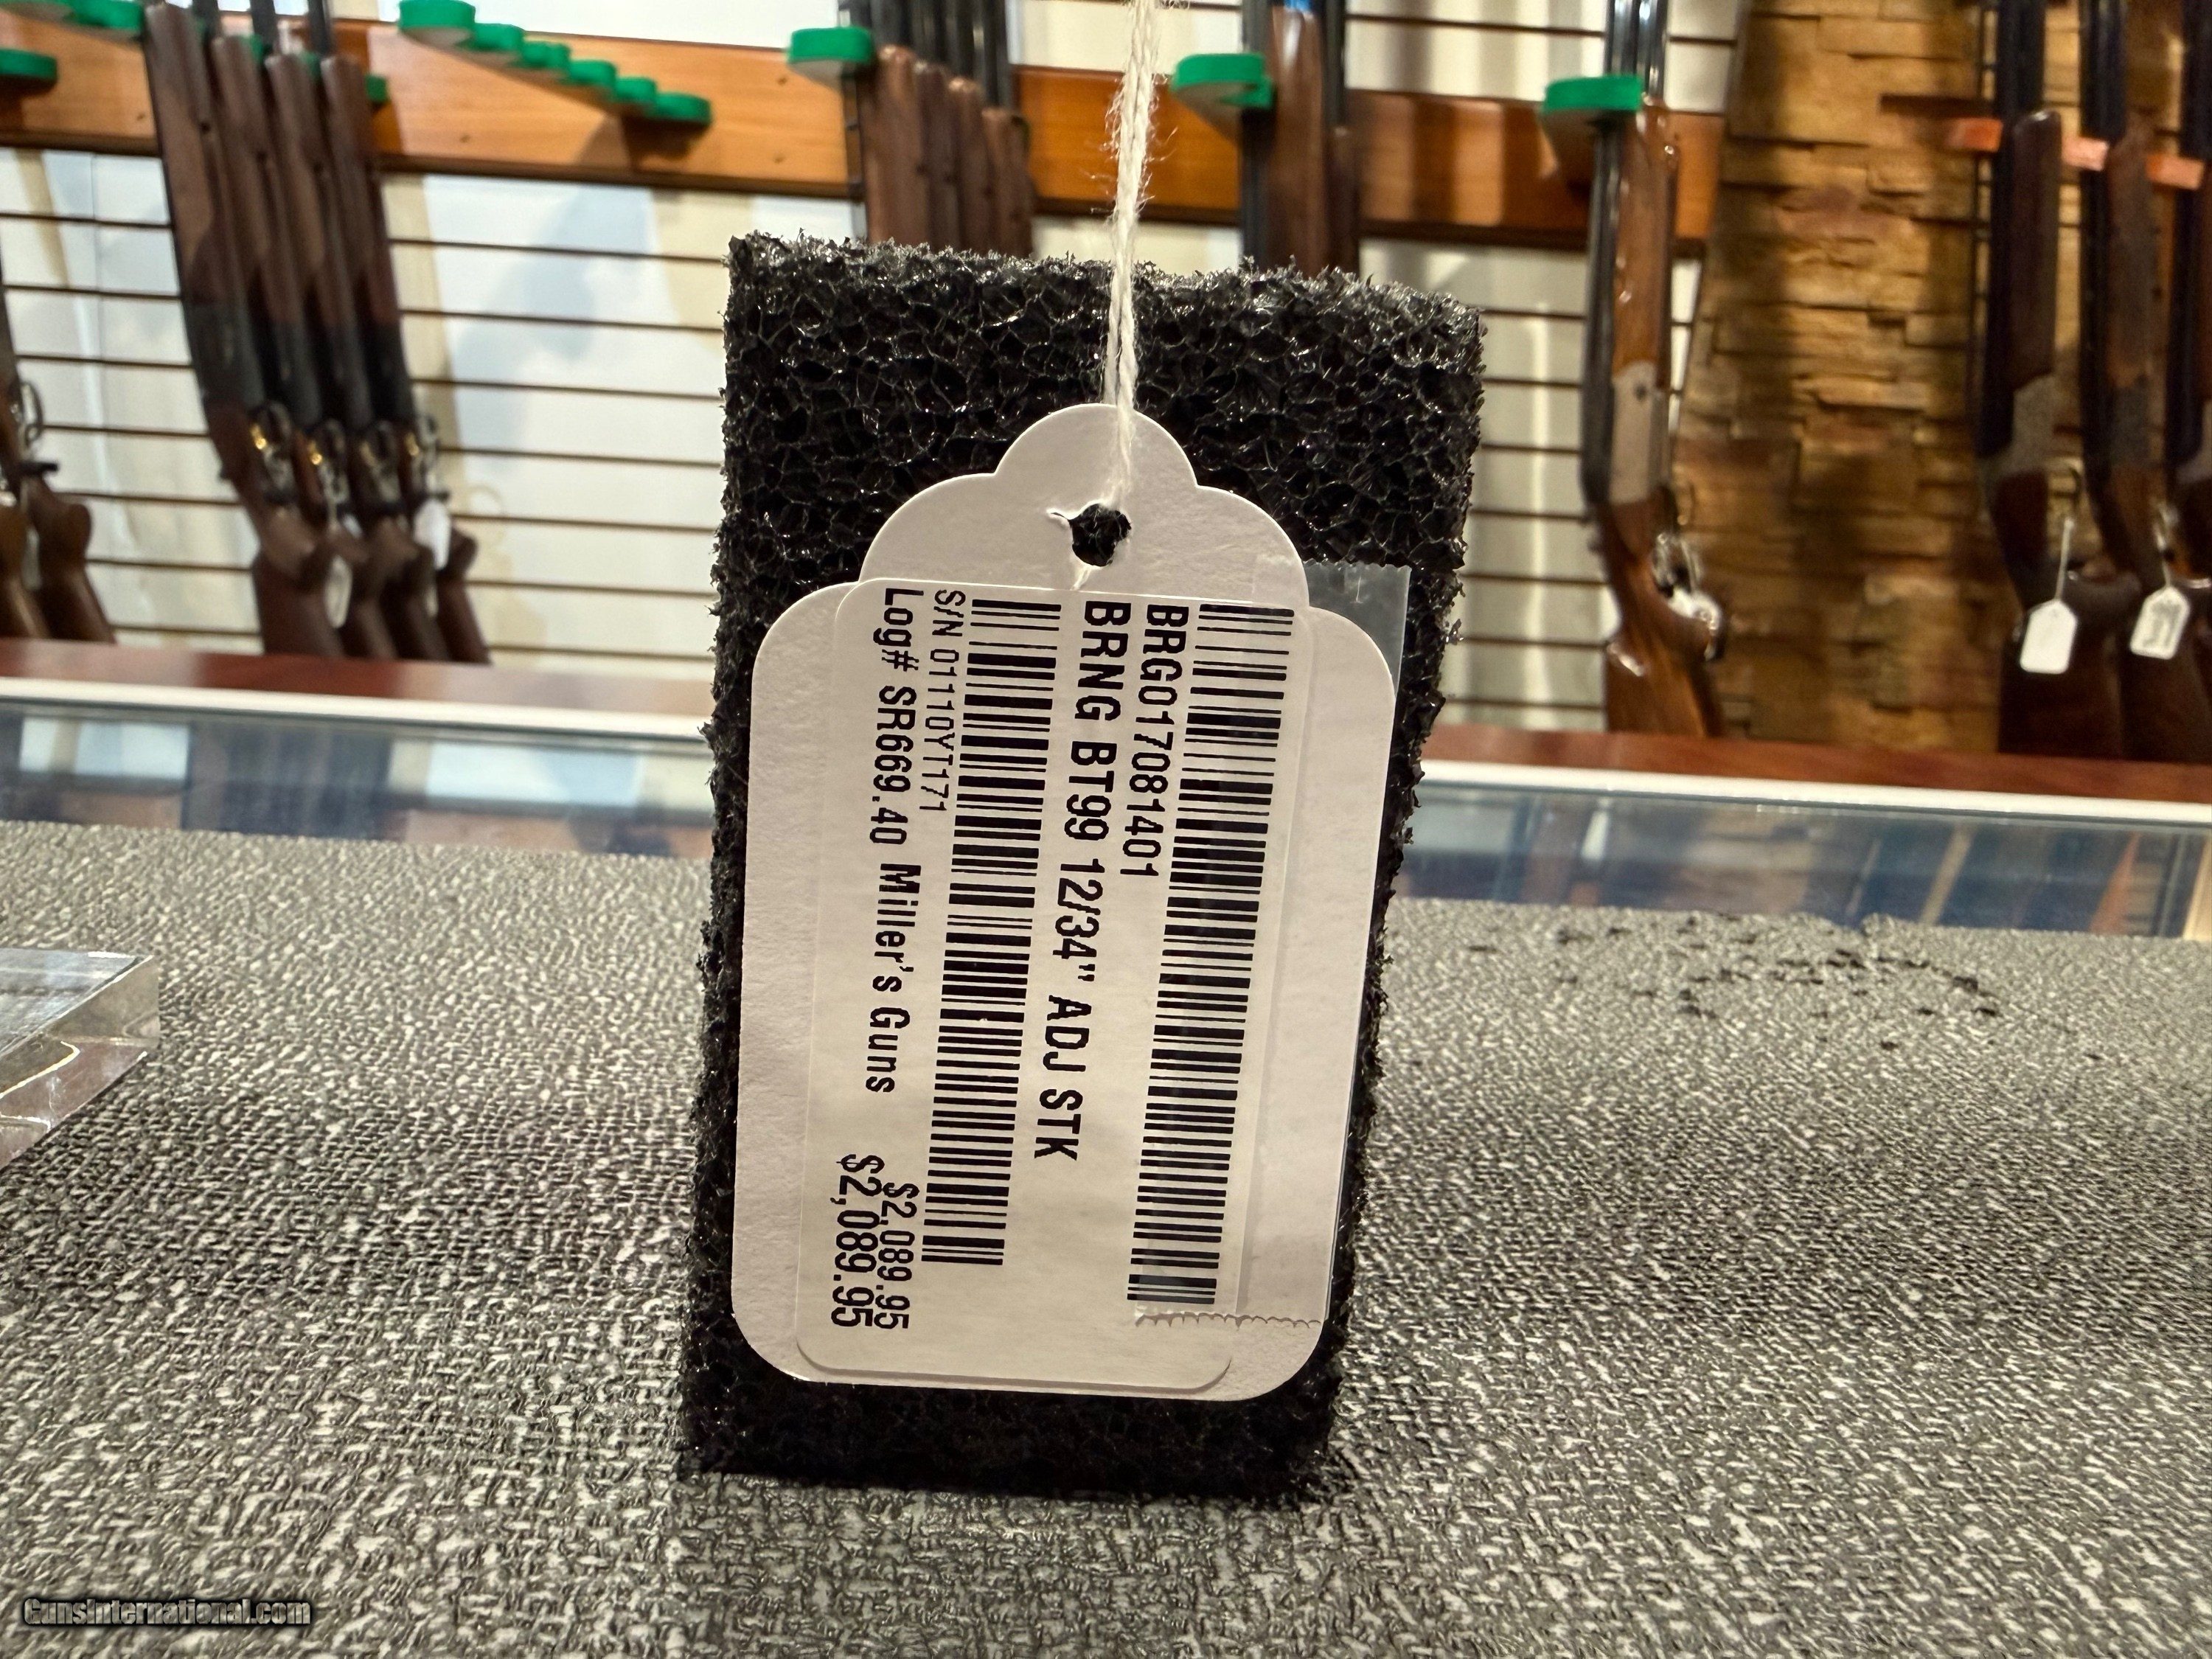 BRG017081401
BRNG BT99 12/34" ADJ STK
S/N 01110YT171
$2,089.95
Log# SR669.40 Miller's Guns
$2,089.95
GunsInternational.com